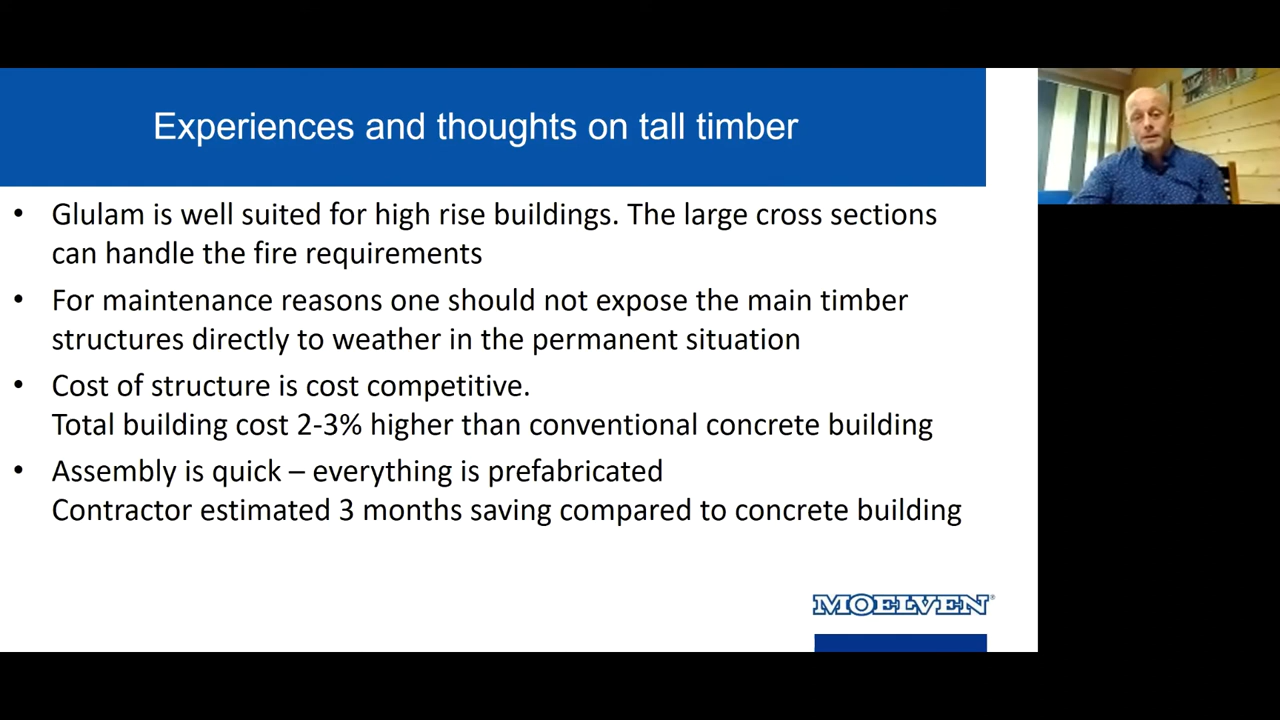 Experiences and thoughts on tall timber
• Glulam is well suited for high rise buildings. The large cross sections
can handle the fire requirements
• For maintenance reasons one should not expose the main timber
structures directly to weather in the permanent situation
• Cost of structure is cost competitive.
Total building cost 2-3% higher than conventional concrete building
• Assembly is quick – everything is prefabricated
Contractor estimated 3 months saving compared to concrete building
MOELVEN®